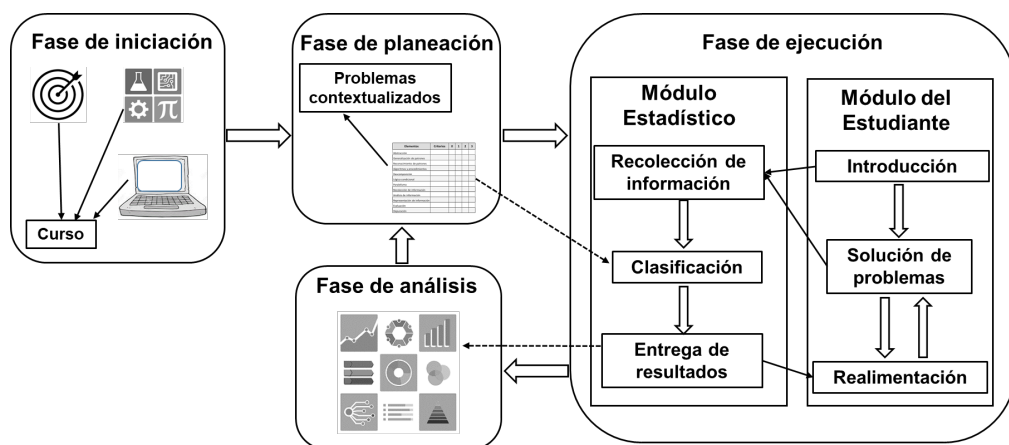 Fase de iniciación
Curso
Fase de planeación
Problemas
contextualizados
Fase de análisis
Fase de ejecución
Módulo
Estadístico
Recolección de
información
Clasificación
Entrega de
resultados
Módulo del
Estudiante
Introducción
Solución de
problemas
Realimentación